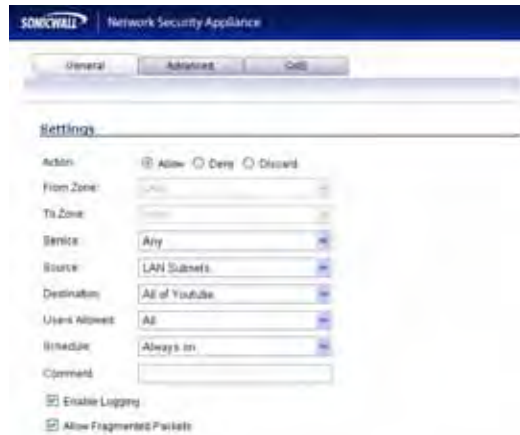 SONICWALL Network Security Appliance
General Advanced QoS
Settings
Action: Allow Deny Discard
From Zone:
To Zone:
Service: Any
Source: LAN Subnets
Destination: All of Youtube
Users Allowed: All
Schedule: Always on
Comment:
Enable Logging
Allow Fragmented Packets